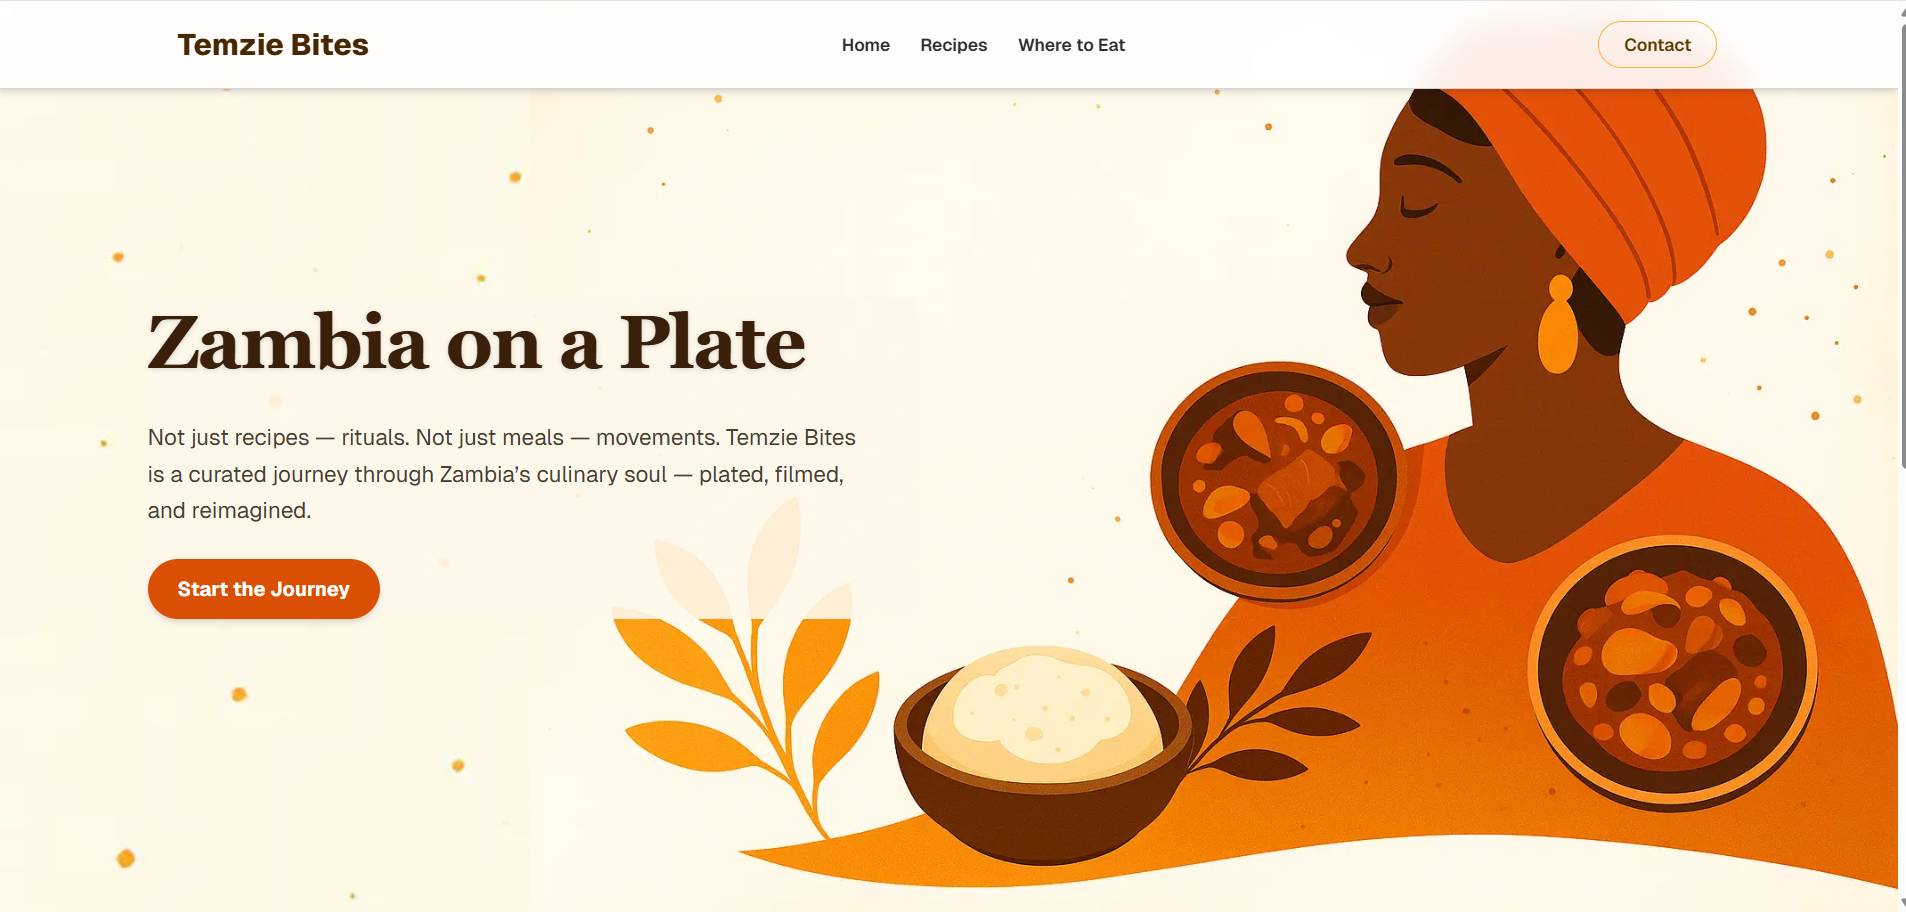 Temzie Bites
Home
Recipes
Where to Eat
Contact
Zambia on a Plate
Not just recipes — rituals. Not just meals — movements. Temzie Bites
is a curated journey through Zambia’s culinary soul — plated, filmed,
and reimagined.
Start the Journey